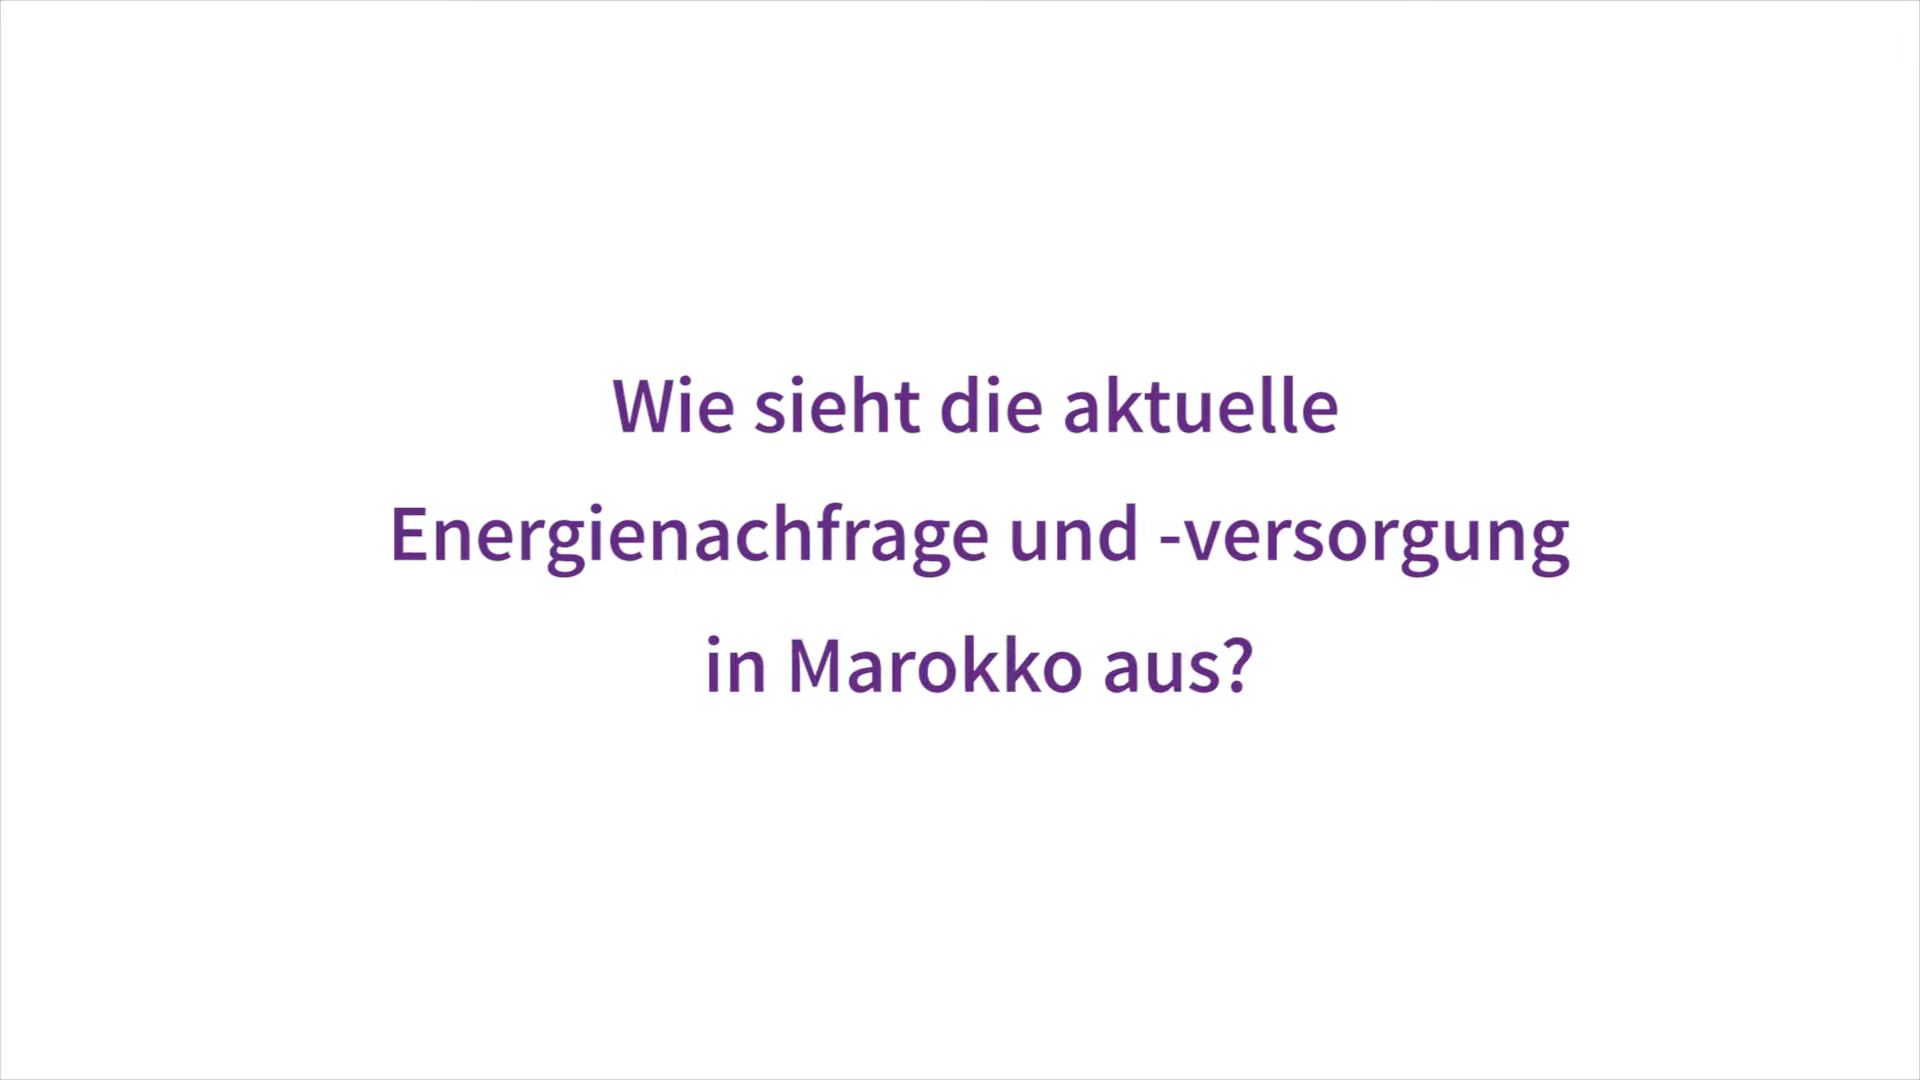 Wie sieht die aktuelle
Energienachfrage und -versorgung
in Marokko aus?